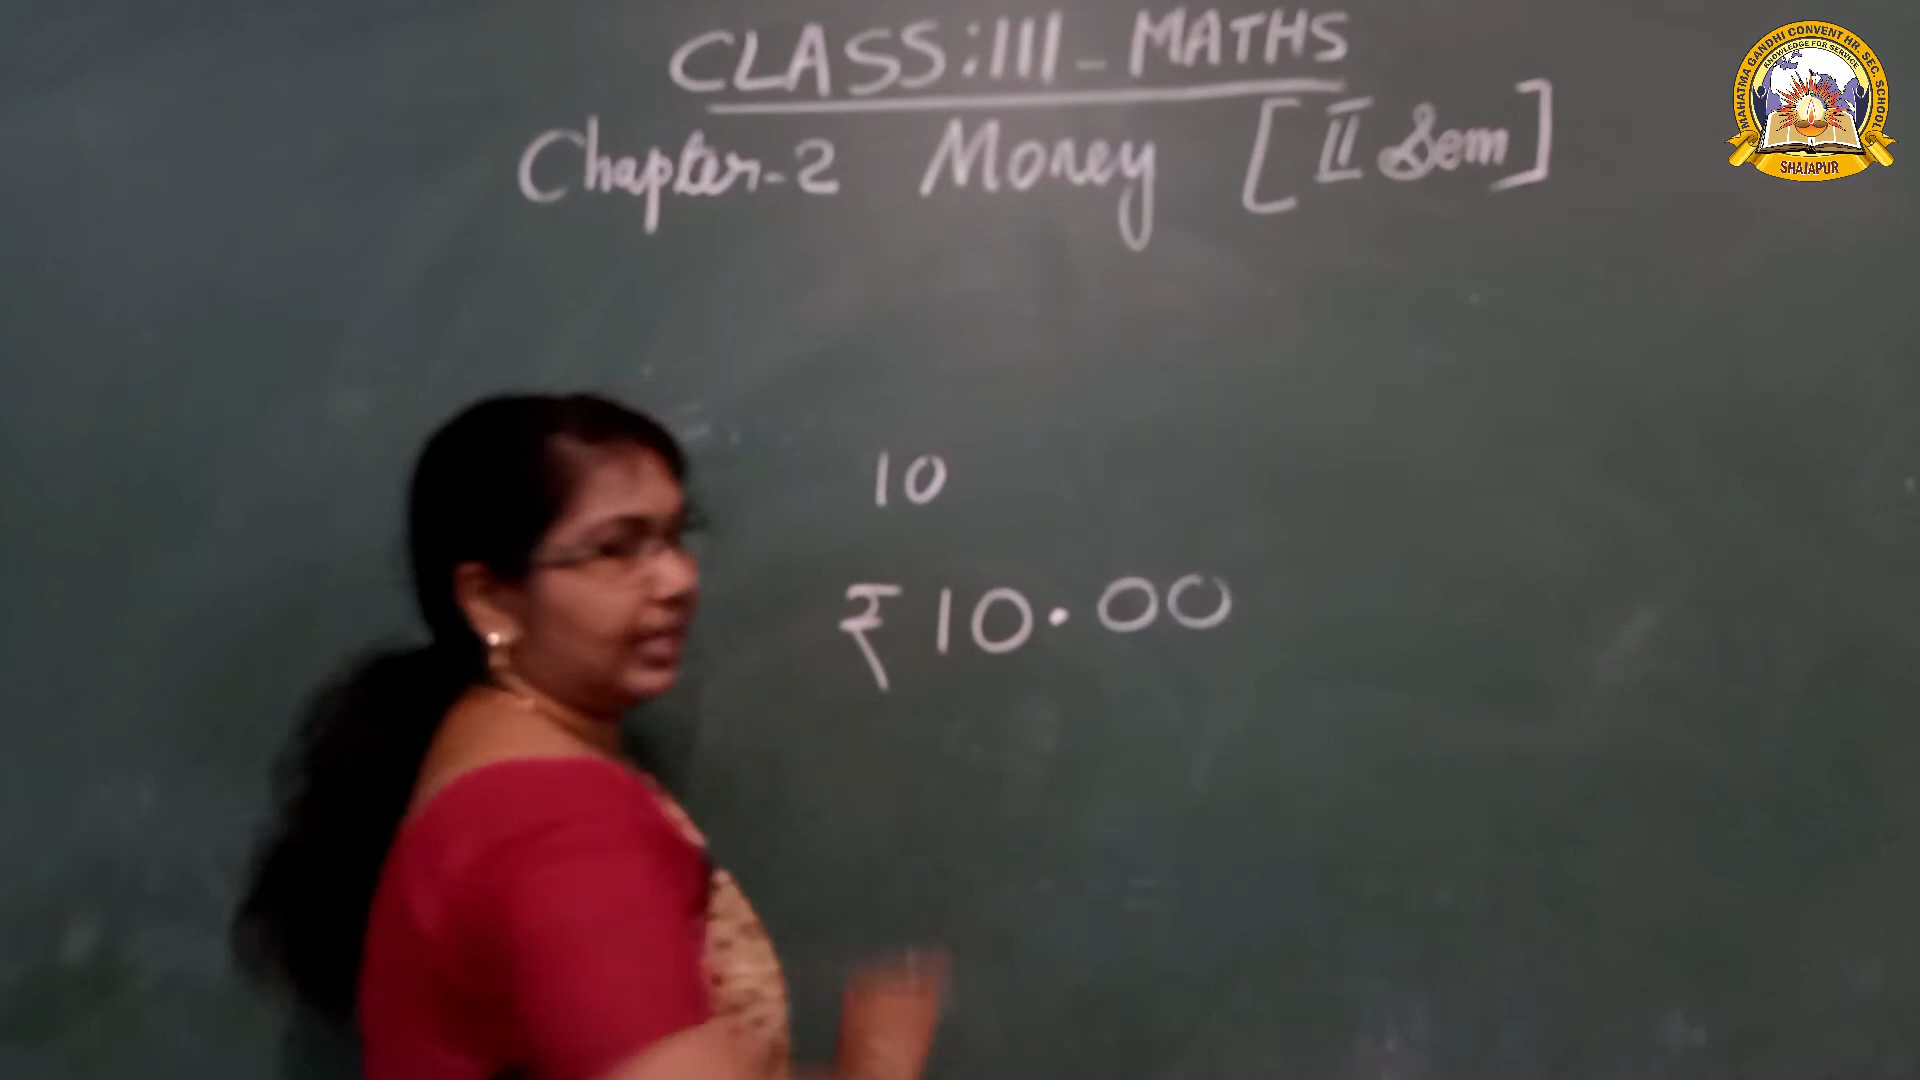 CLASS:III - MATHS
Chapter-2 Money [II Sem]
10
₹10.00
MAHATMA GANDHI CONVENT HR. SEC. SCHOOL
KNOWLEDGE FOR SERVICE
SHAJAPUR